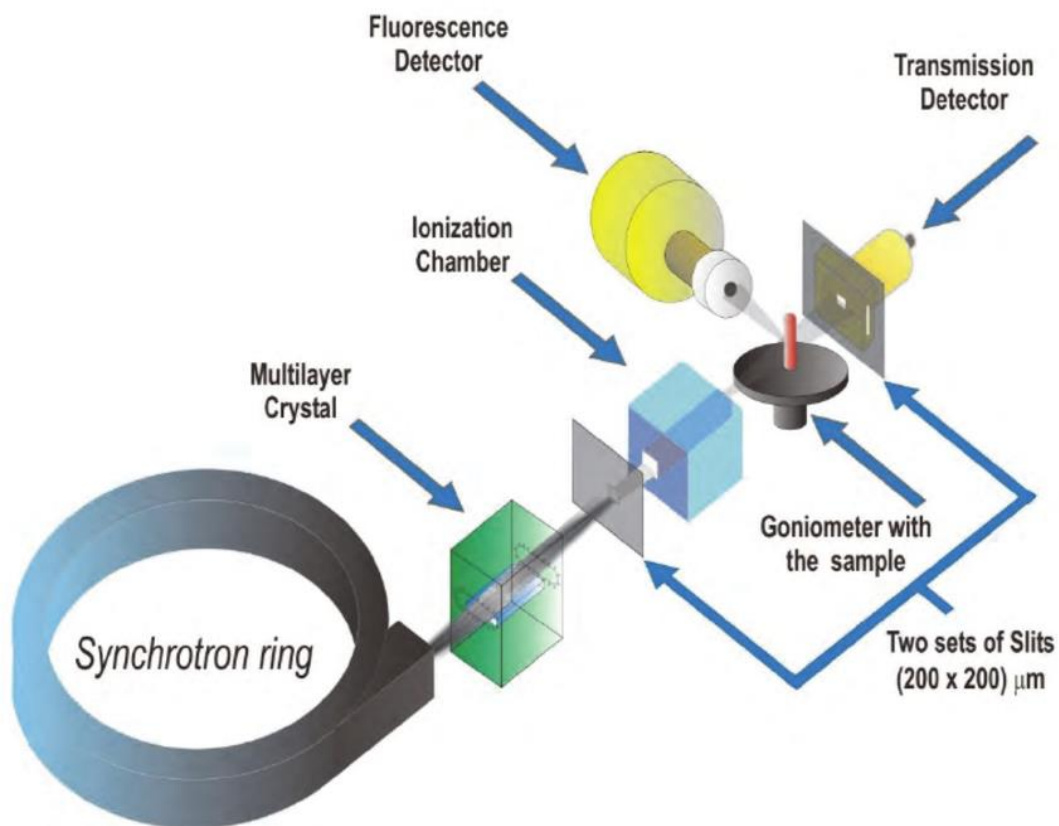 Fluorescence
Detector
Transmission
Detector
Ionization
Chamber
Multilayer
Crystal
Goniometer with
the sample
Synchrotron ring
Two sets of Slits
(200 x 200) μm